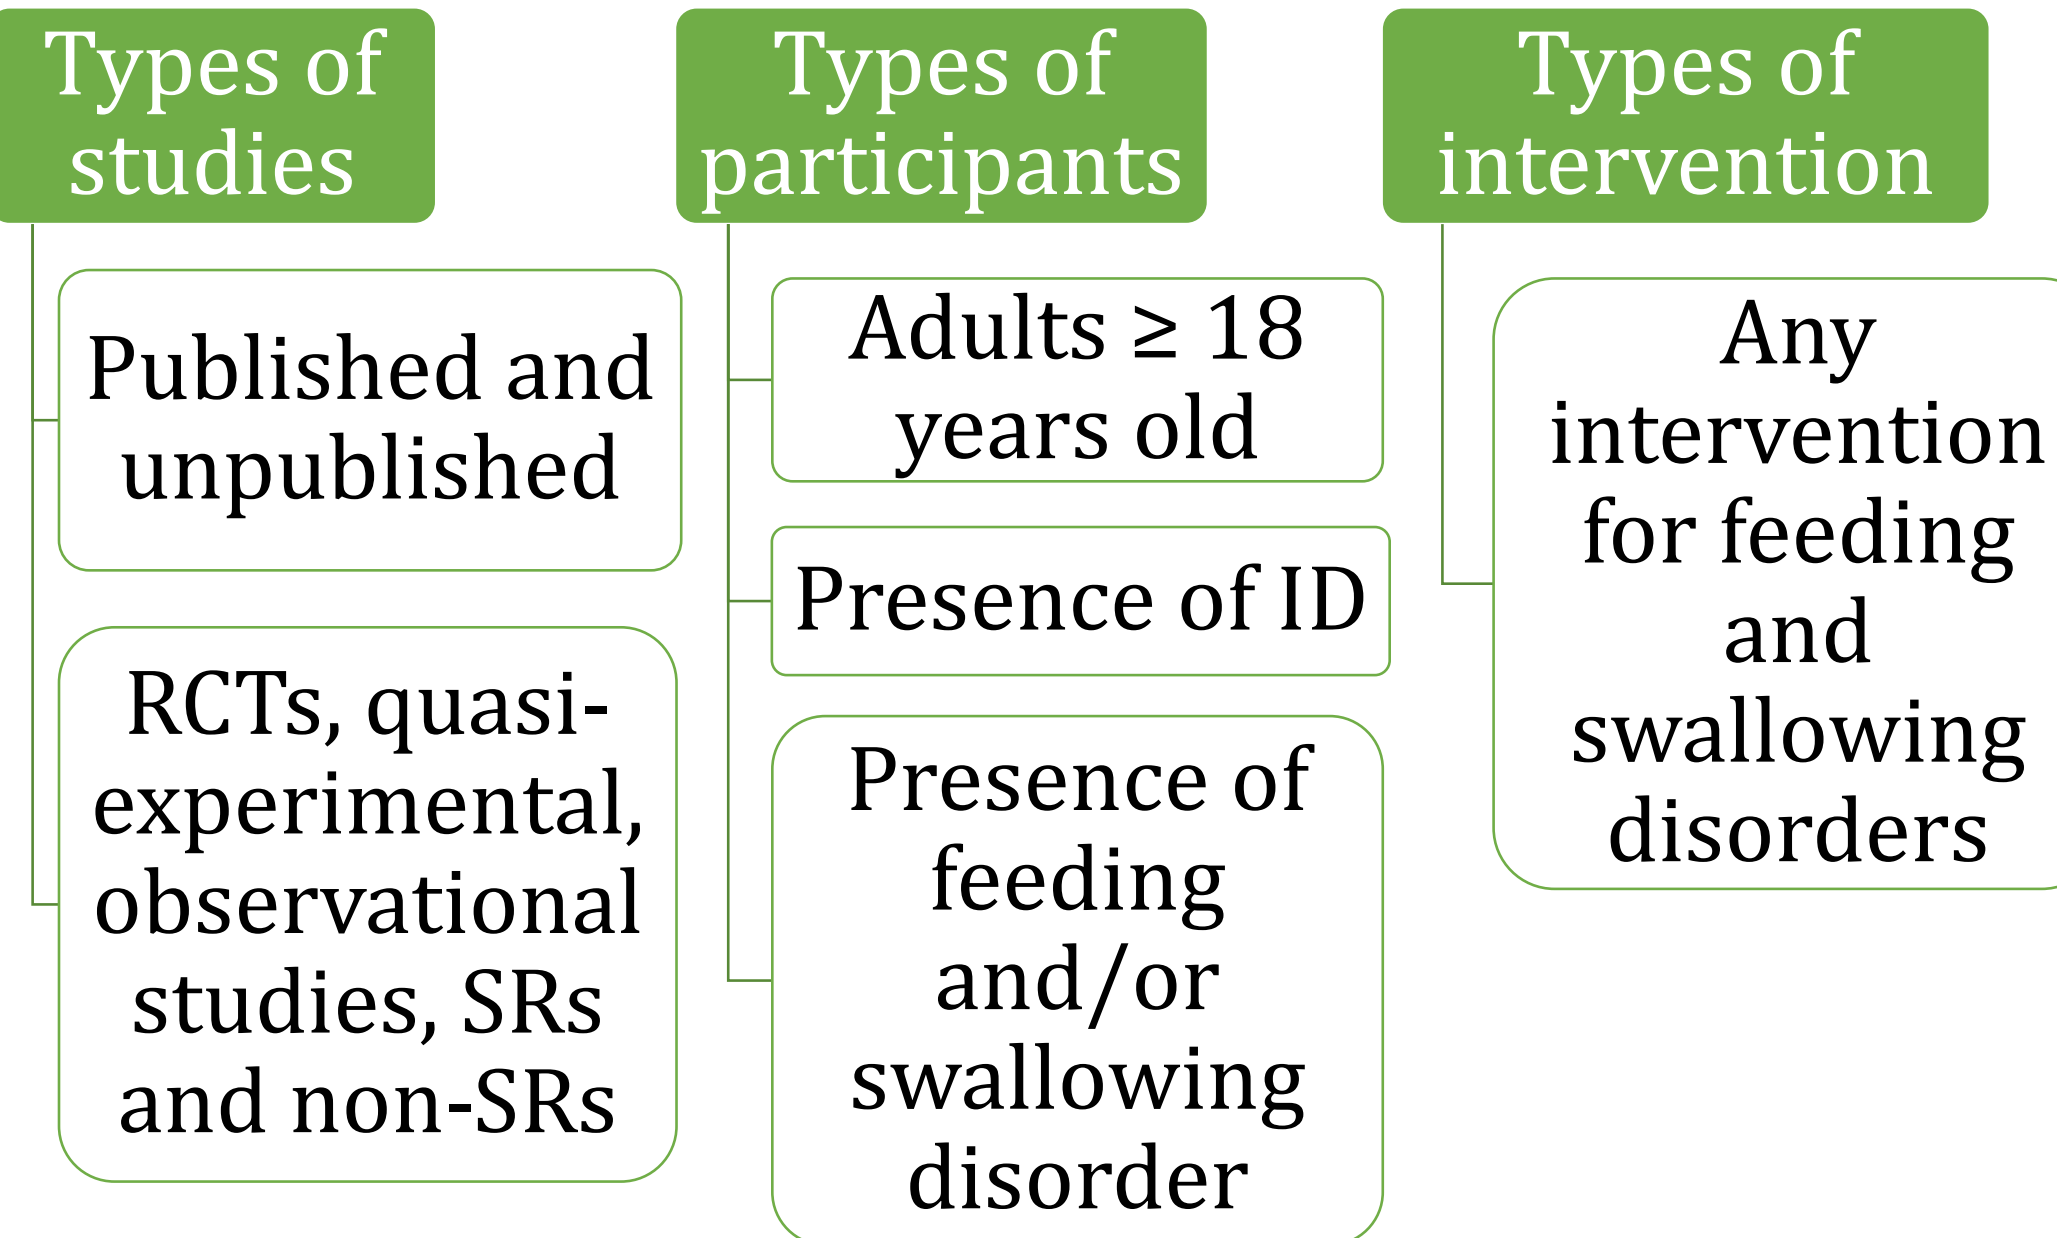 Types of
studies
Published and
unpublished
RCTs, quasi-
experimental,
observational
studies, SRs
and non-SRs
Types of
participants
Adults ≥ 18
years old
Presence of ID
Presence of
feeding
and/or
swallowing
disorder
Types of
intervention
Any
intervention
for feeding
and
swallowing
disorders